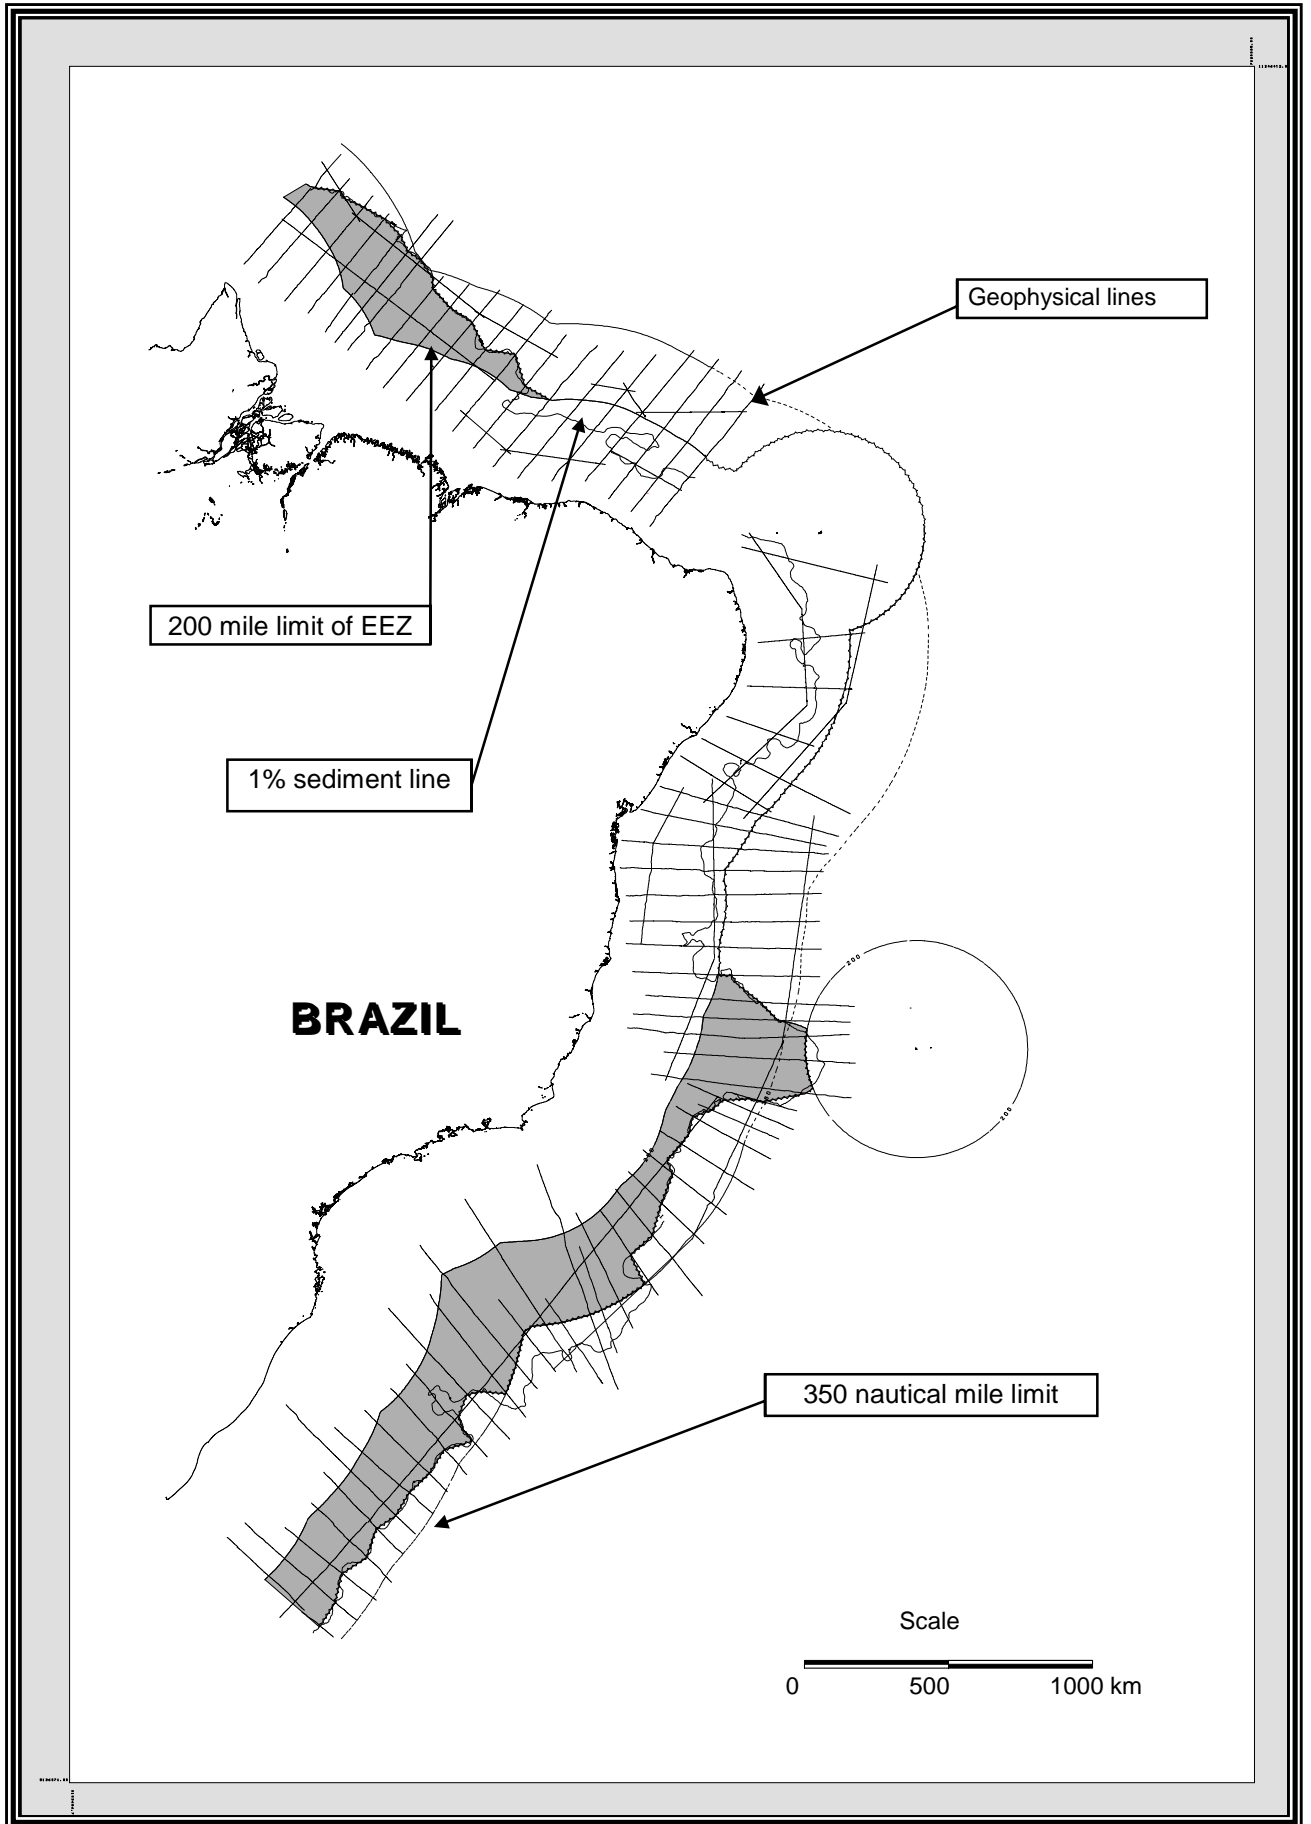 Geophysical lines
200 mile limit of EEZ
1% sediment line
200
BRAZIL
200
350 nautical mile limit
Scale
0 500 1000 km